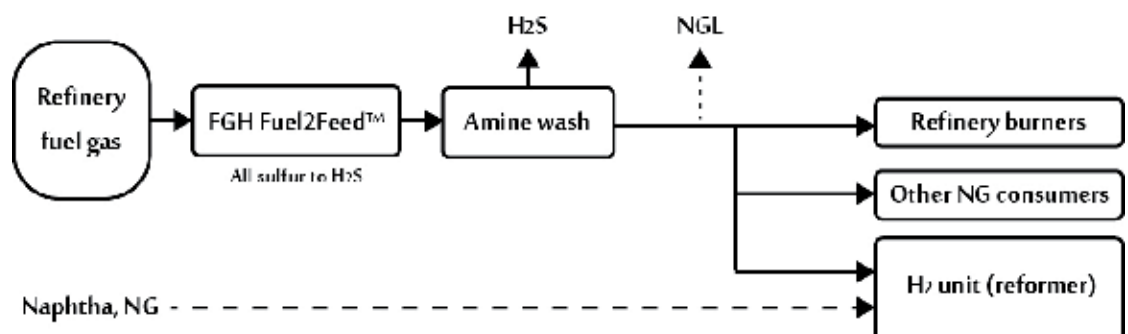 H2S
NGL
Refinery
fuel gas
FGH Fuel2Feed™
Amine wash
Refinery burners
All sulfur to H2S
Other NG consumers
H2 unit (reformer)
Naphtha, NG